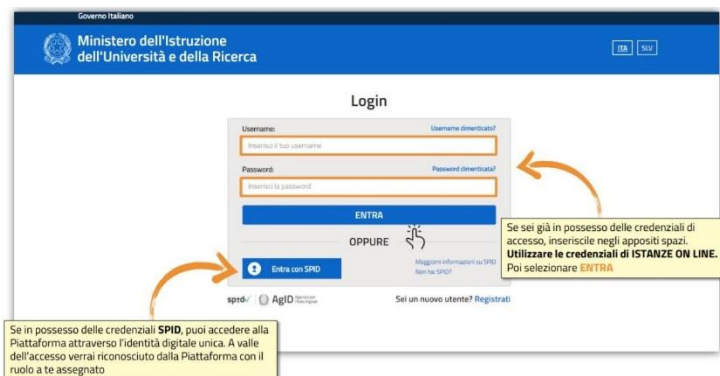 Governo Italiano
Ministero dell'Istruzione
dell'Università e della Ricerca
ITA SLV
Login
Username: Username dimenticato?
Inserisci il tuo username
Password: Password dimenticata?
Inserisci la password
ENTRA
OPPURE
Entra con SPID
Maggiori informazioni su SPID
Non hai SPID?
sp:d AgID
Sei un nuovo utente? Registrati
Se sei già in possesso delle credenziali di
accesso, inseriscile negli appositi spazi.
Utilizzare le credenziali di ISTANZE ON LINE.
Poi selezionare ENTRA
Se in possesso delle credenziali SPID, puoi accedere alla
Piattaforma attraverso l'identità digitale unica. A valle
dell'accesso verrai riconosciuto dalla Piattaforma con il
ruolo a te assegnato